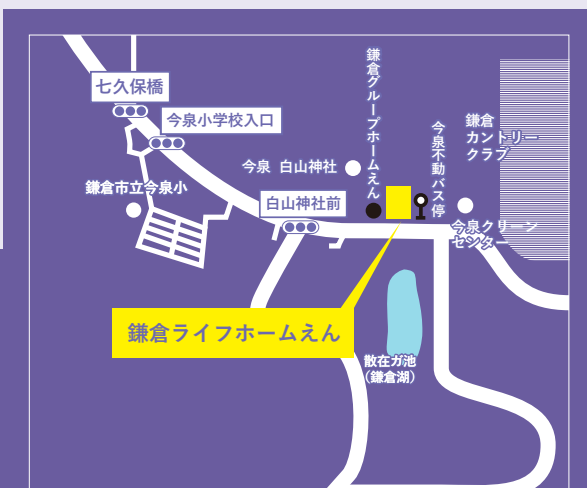 七久保橋
今泉小学校入口
鎌倉市立今泉小
今泉 白山神社
白山神社前
鎌倉グループホームえん
今泉不動バス停
鎌倉
カントリー
クラブ
今泉クリーン
センター
鎌倉ライフホームえん
散在ガ池
（鎌倉湖）